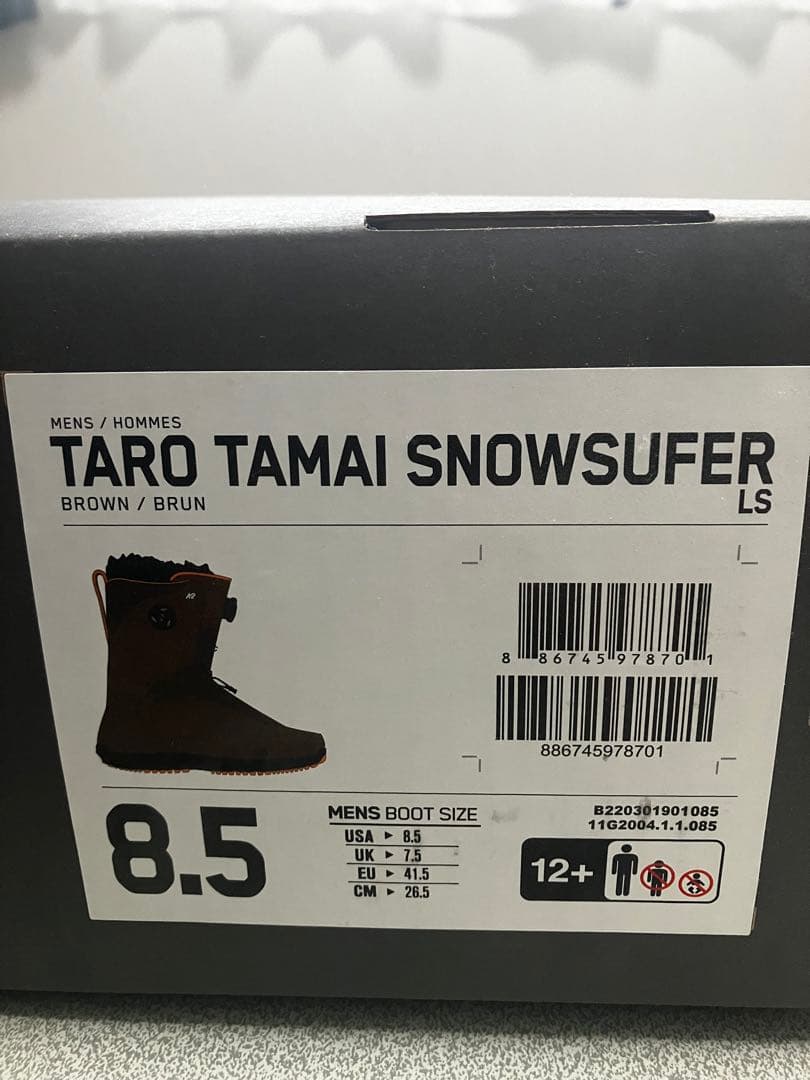 MENS / HOMMES
TARO TAMAI SNOWSUFER
LS
BROWN / BRUN
K2
8 86745 97870 1
886745978701
8.5
MENS BOOT SIZE
USA ▶ 8.5
UK ▶ 7.5
EU ▶ 41.5
CM ▶ 26.5
B220301901085
11G2004.1.1.085
12+